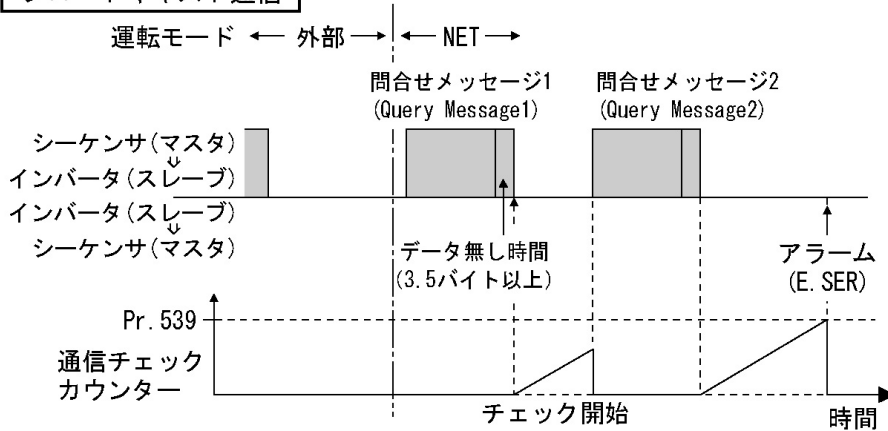 運転モード ← 外部 → ← NET →
問合せメッセージ1
(Query Message1)
問合せメッセージ2
(Query Message2)
シーケンサ(マスタ)
インバータ(スレーブ)
インバータ(スレーブ)
シーケンサ(マスタ)
データ無し時間
(3.5バイト以上)
アラーム
(E.SER)
Pr.539
通信チェック
カウンター
チェック開始
時間